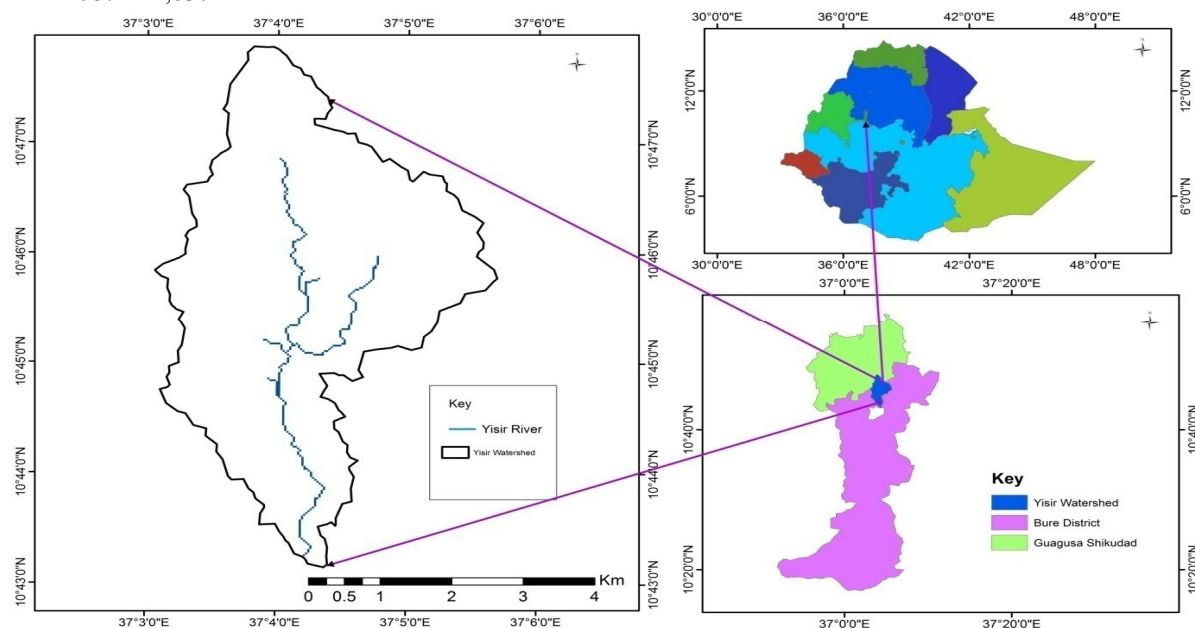 37°3'0"E 37°4'0"E 37°5'0"E 37°6'0"E
10°47'0"N 10°47'0"N
10°46'0"N 10°46'0"N
10°45'0"N 10°45'0"N
10°44'0"N 10°44'0"N
10°43'0"N 10°43'0"N
Key
Yisir River
Yisir Watershed
0 0.5 1 2 3 4 Km
37°3'0"E 37°4'0"E 37°5'0"E 37°6'0"E
30°0'0"E 36°0'0"E 42°0'0"E 48°0'0"E
12°0'0"N 12°0'0"N
6°0'0"N 6°0'0"N
30°0'0"E 36°0'0"E 42°0'0"E 48°0'0"E
37°0'0"E 37°20'0"E
10°40'0"N 10°40'0"N
10°20'0"N 10°20'0"N
Key
Yisir Watershed
Bure District
Guagusa Shikudad
37°0'0"E 37°20'0"E